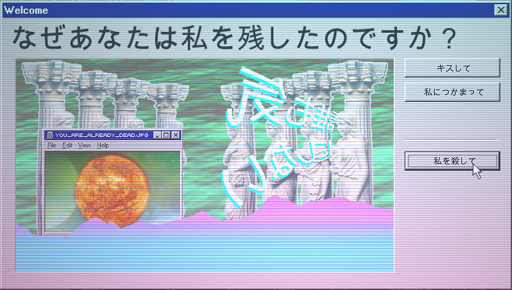 Welcome
なぜあなたは私を残したのですか？
キスして
私につかまって
YOU_ARE_ALREADY_DEAD.JPG
File Edit View Help
私を殺して